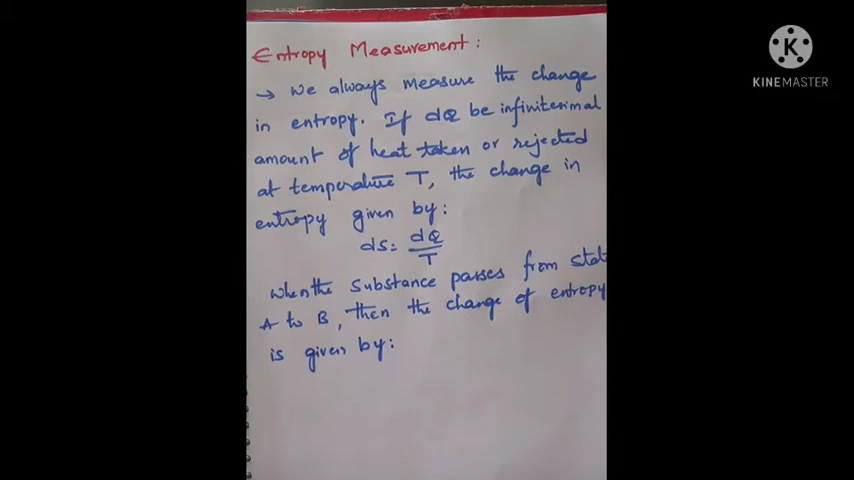 Entropy Measurement:
→ We always measure the change
in entropy. If dQ be infinitesimal
amount of heat taken or rejected
at temperature T, the change in
entropy given by:
dS = dQ/T
When the Substance passes from stat
A to B, then the change of entropy
is given by:
K
KINEMASTER